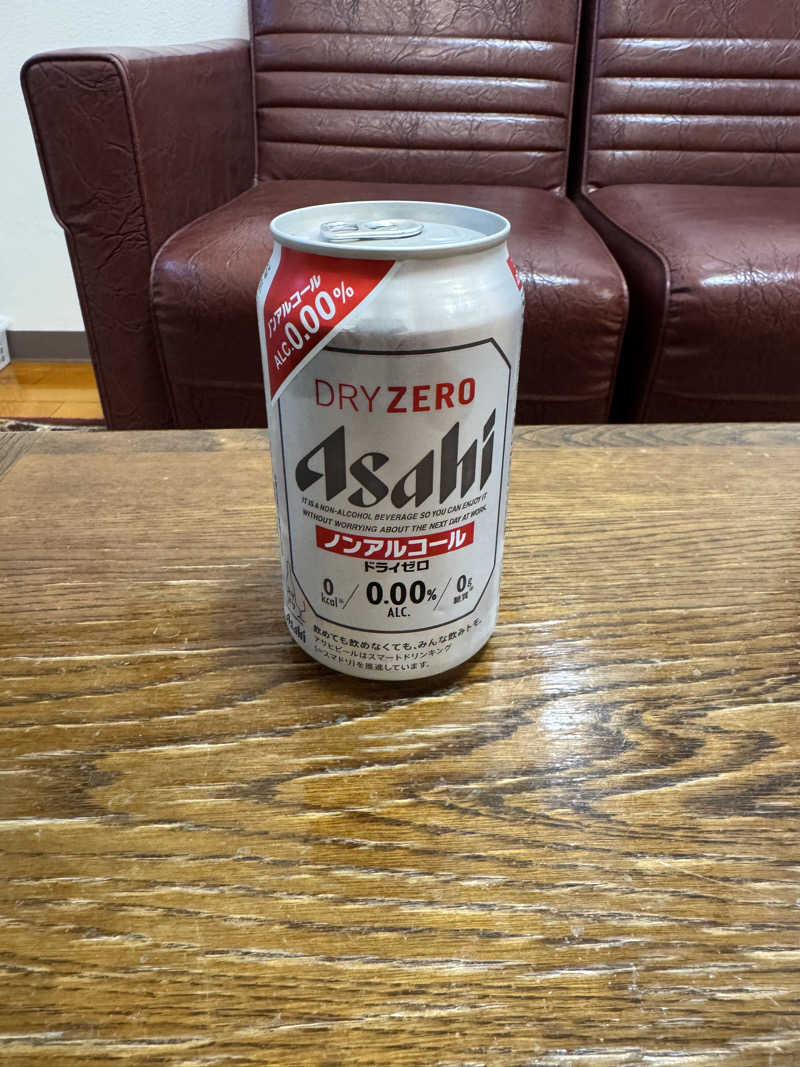 ノンアルコール
ALC.0.00%
DRY ZERO
Asahi
IT IS A NON-ALCOHOL BEVERAGE SO YOU CAN ENJOY IT
WITHOUT WORRYING ABOUT THE NEXT DAY AT WORK.
ノンアルコール
ドライゼロ
0 kcal※ / 0.00% ALC. / 0g 糖質※
Asahi
飲めても飲めなくても、みんな飲みトモ。
アサヒビールはスマートドリンキング
(=スマドリ)を推進しています。